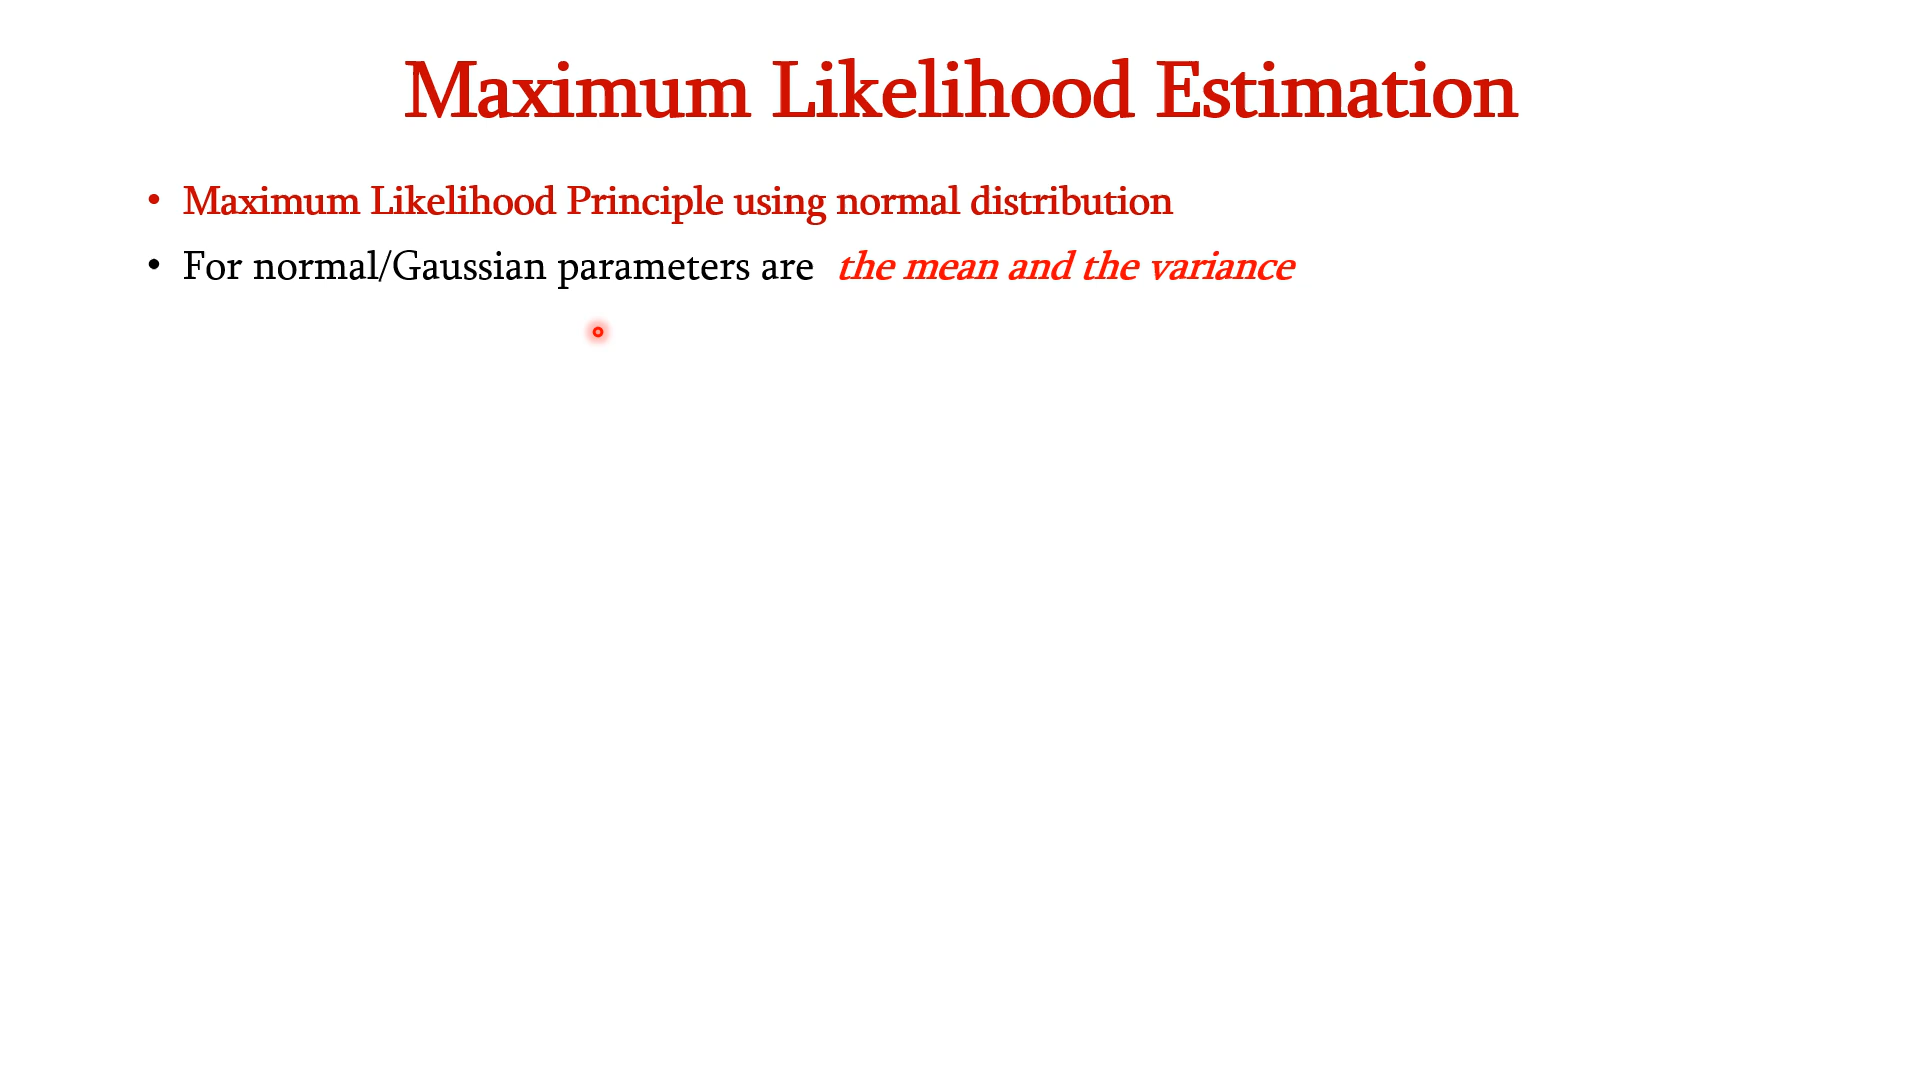 Maximum Likelihood Estimation
• Maximum Likelihood Principle using normal distribution
• For normal/Gaussian parameters are the mean and the variance